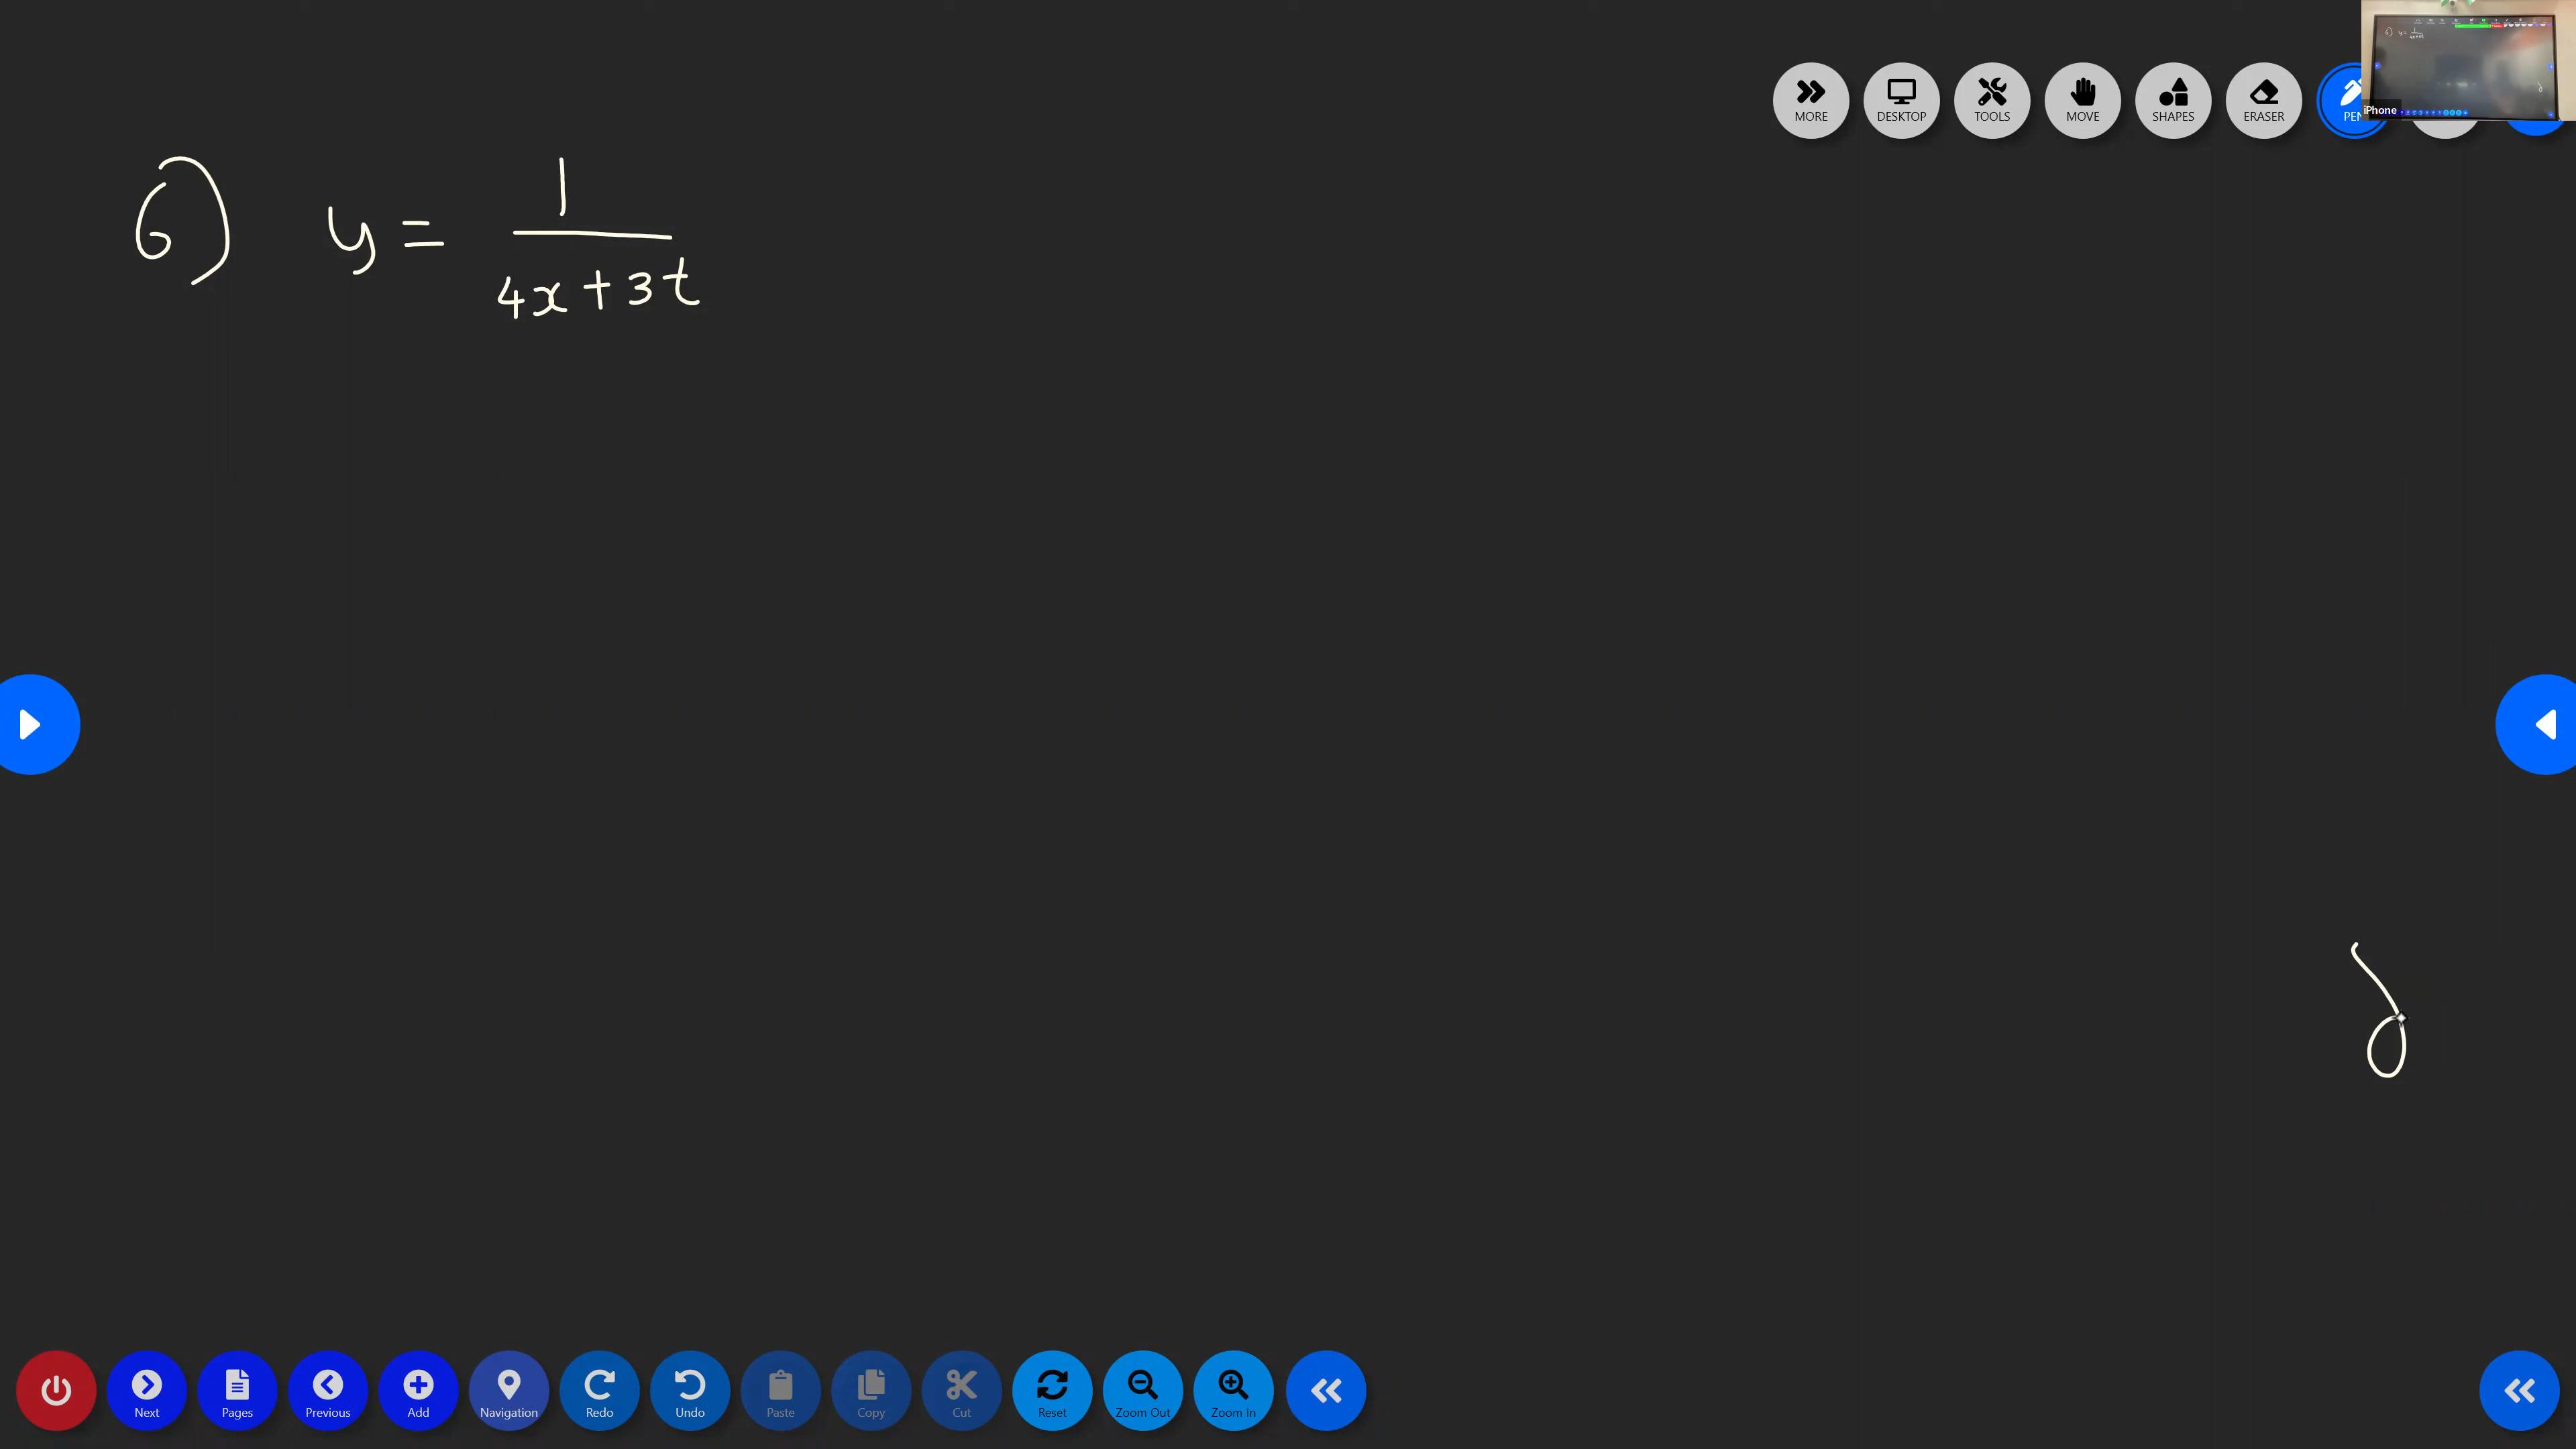 MORE DESKTOP TOOLS MOVE SHAPES ERASER PEN
iPhone
6) y = 1/(4x+3t)
Next Pages Previous Add Navigation Redo Undo Paste Copy Cut Reset Zoom Out Zoom In